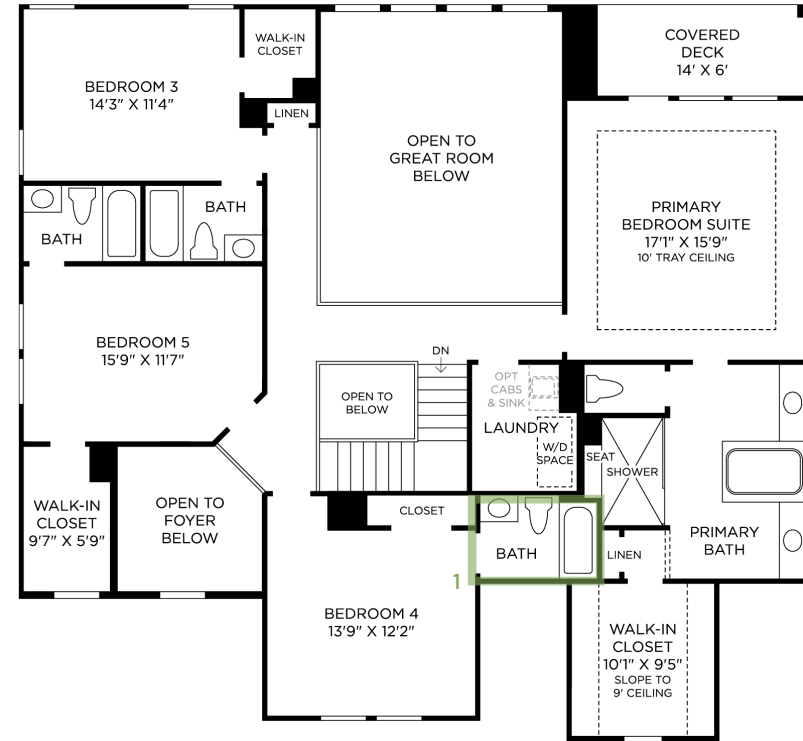 COVERED
DECK
14' X 6'
WALK-IN
CLOSET
BEDROOM 3
14'3" X 11'4"
LINEN
OPEN TO
GREAT ROOM
BELOW
PRIMARY
BEDROOM SUITE
17'1" X 15'9"
10' TRAY CEILING
BATH
BATH
BEDROOM 5
15'9" X 11'7"
DN
OPEN TO
BELOW
OPT
CABS
& SINK
LAUNDRY
W/D
SPACE
SEAT
SHOWER
WALK-IN
CLOSET
9'7" X 5'9"
OPEN TO
FOYER
BELOW
CLOSET
BATH
LINEN
PRIMARY
BATH
1
BEDROOM 4
13'9" X 12'2"
WALK-IN
CLOSET
10'1" X 9'5"
SLOPE TO
9' CEILING